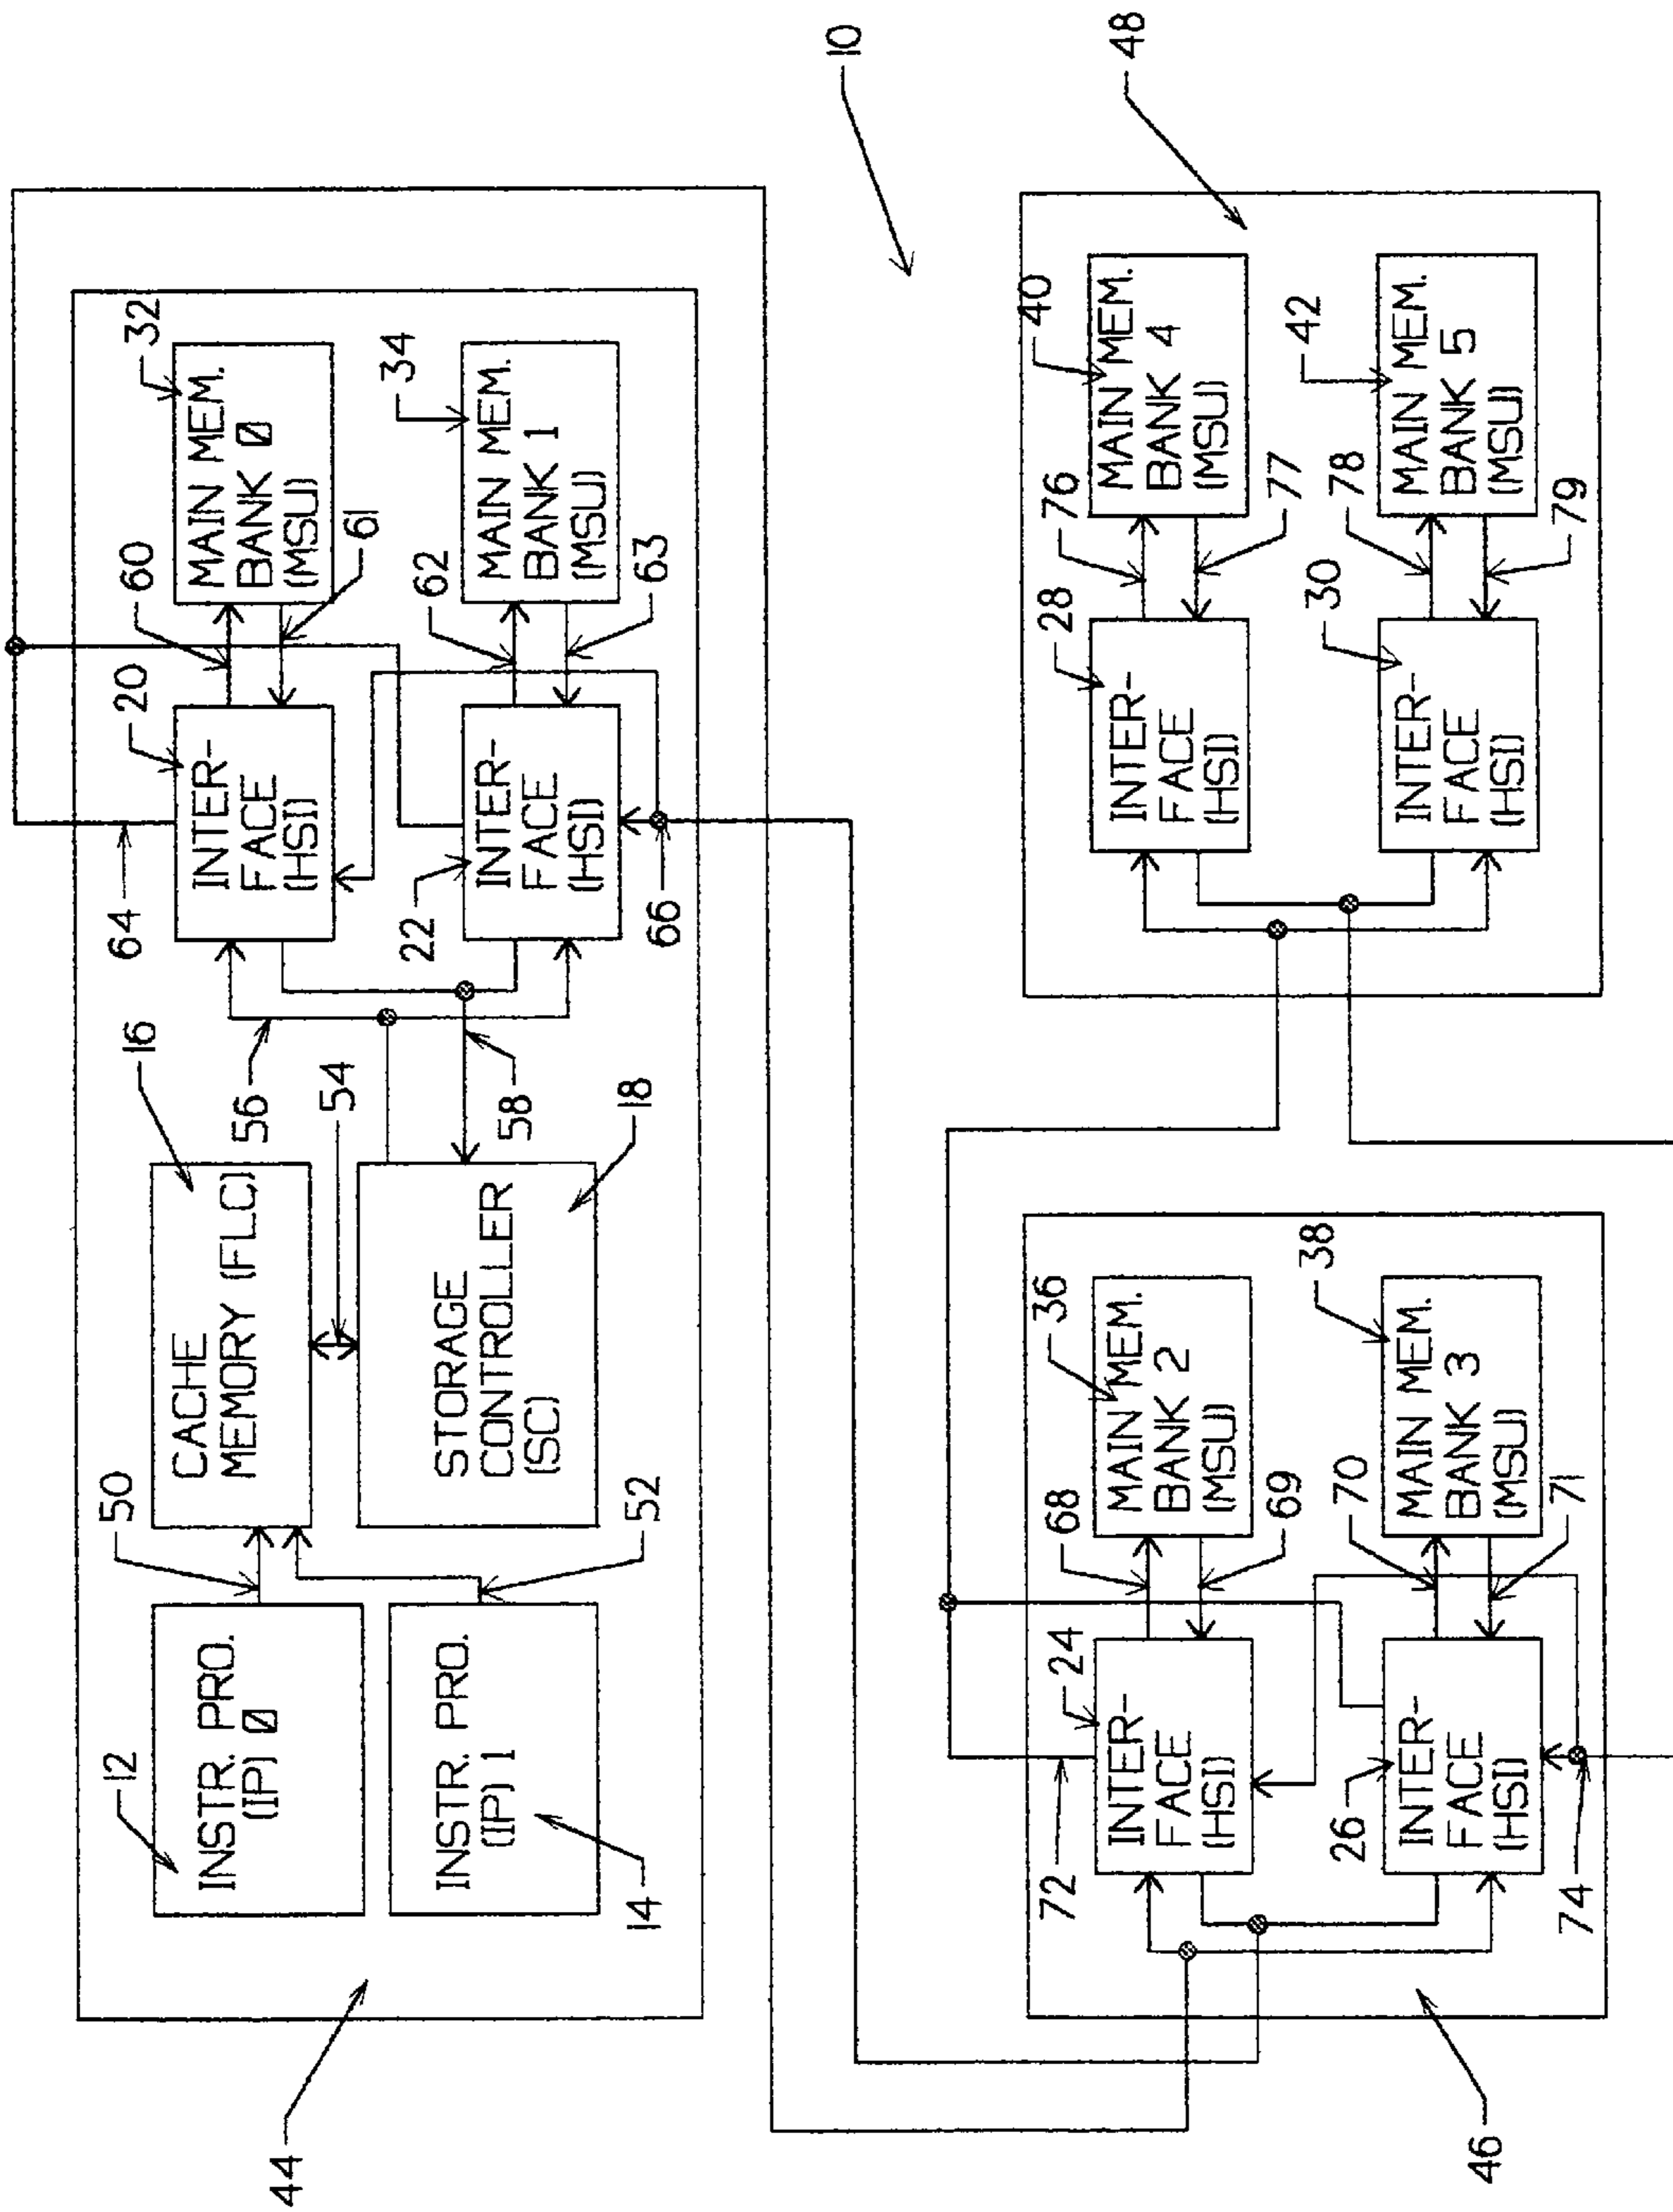 44
12
INSTR. PRO.
(IP) 0
50
CACHE
MEMORY (FLC)
16
14
INSTR. PRO.
(IP) 1
52
STORAGE
CONTROLLER
(SC)
18
54
56
58
64
20
INTER-
FACE
(HSI)
60
61
32
MAIN MEM.
BANK 0
(MSU)
22
INTER-
FACE
(HSI)
66
62
63
34
MAIN MEM.
BANK 1
(MSU)
10
46
72
24
INTER-
FACE
(HSI)
68
69
36
MAIN MEM.
BANK 2
(MSU)
26
INTER-
FACE
(HSI)
74
70
71
38
MAIN MEM.
BANK 3
(MSU)
48
28
INTER-
FACE
(HSI)
76
77
40
MAIN MEM.
BANK 4
(MSU)
30
INTER-
FACE
(HSI)
78
79
42
MAIN MEM.
BANK 5
(MSU)